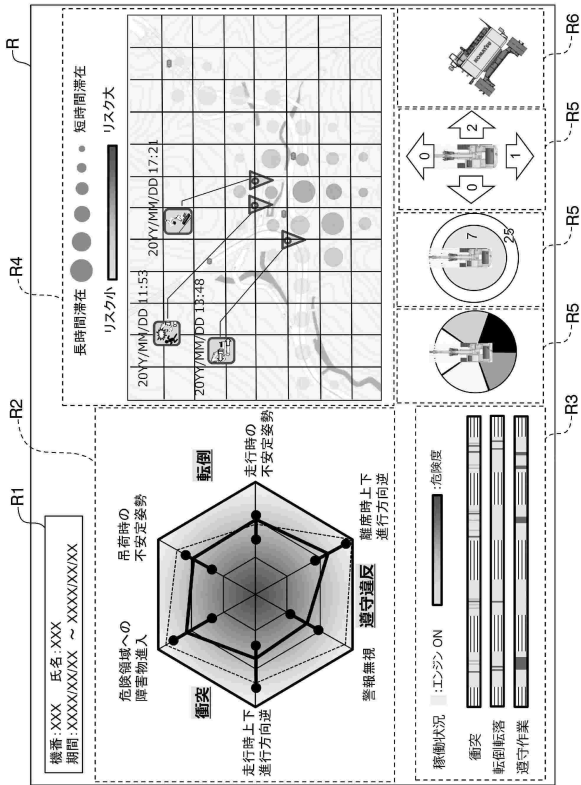 R
R1
機番:XXX 氏名:XXX
期間:XXXX/XX/XX ~ XXXX/XX/XX
R2
転倒
走行時の
不安定姿勢
吊荷時の
不安定姿勢
離席時上下
進行方向逆
危険領域への
障害物進入
遵守違反
衝突
走行時上下
進行方向逆
警報無視
R4
長時間滞在
短時間滞在
リスク小
リスク大
20YY/MM/DD 11:53
20YY/MM/DD 13:48
20YY/MM/DD 17:21
R3
稼働状況
:エンジン ON
:危険度
衝突
転倒転落
遵守作業
R5
7
25
R5
0
0
2
1
R5
KOMATSU
R6